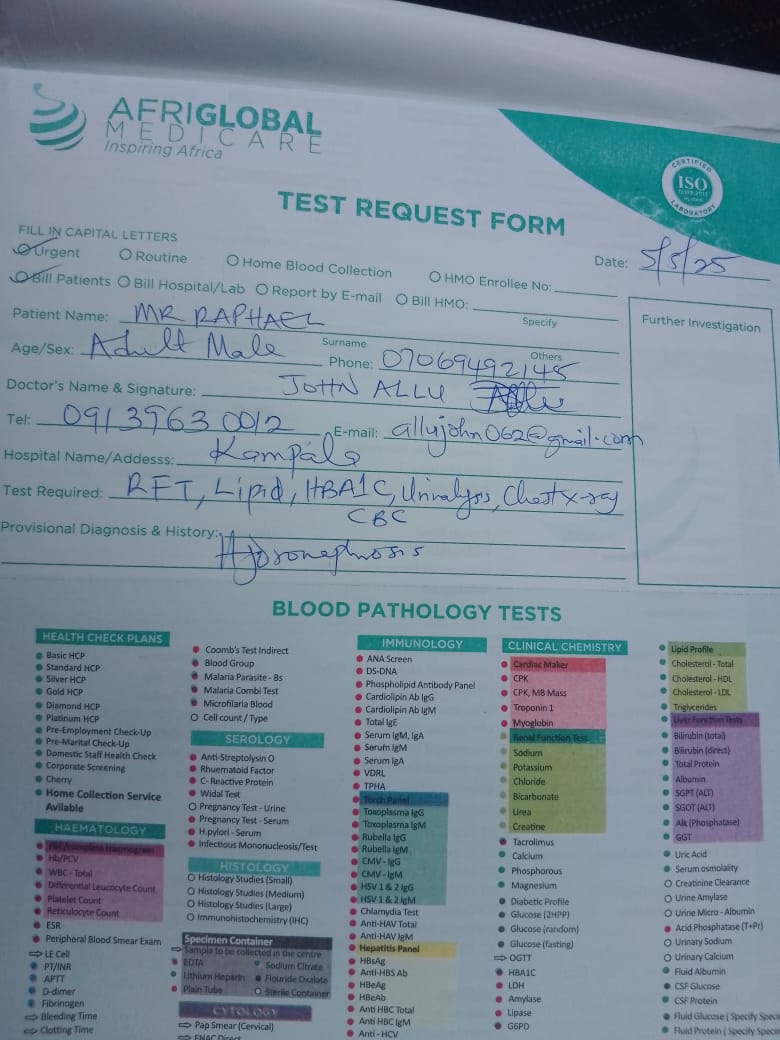 AFRIGLOBAL
MEDICARE
Inspiring Africa
CERTIFIED
ISO
LABORATORY
TEST REQUEST FORM
FILL IN CAPITAL LETTERS
Date: 5/5/25
Urgent Routine Home Blood Collection HMO Enrollee No:
Bill Patients Bill Hospital/Lab Report by E-mail Bill HMO:
Specify
Further Investigation
Patient Name: MR RAPHAEL
Surname Others
Age/Sex: Adult Male Phone: 07069492145
Doctor's Name & Signature: JOHN ALLU
Tel: 0913963 0012 E-mail: allyjohn062@gmail.com
Hospital Name/Addesss: Kampala
Test Required: RFT, Lipid, HBA1C, Urinalysis, Chest x-ray
CBC
Provisional Diagnosis & History: Hydronephrosis
BLOOD PATHOLOGY TESTS
HEALTH CHECK PLANS
Basic HCP
Standard HCP
Silver HCP
Gold HCP
Diamond HCP
Platinum HCP
Pre-Employment Check-Up
Pre-Marital Check-Up
Domestic Staff Health Check
Corporate Screening
Cherry
Home Collection Service
Avilable
HAEMATOLOGY
FBC/complete Haemogram
Hb/PCV
WBC - Total
Differential Leucocyte Count
Platelet Count
Reticulocyte Count
ESR
Peripheral Blood Smear Exam
LE Cell
PT/INR
APTT
D-dimer
Fibrinogen
Bleeding Time
Clotting Time
Coomb's Test Indirect
Blood Group
Malaria Parasite - Bs
Malaria Combi Test
Microfilaria Blood
Cell count / Type
SEROLOGY
Anti-Streptolysin O
Rhuematoid Factor
C- Reactive Protein
Widal Test
Pregnancy Test - Urine
Pregnancy Test - Serum
H.pylori - Serum
Infectious Mononucleosis/Test
HISTOLOGY
Histology Studies (Small)
Histology Studies (Medium)
Histology Studies (Large)
Immunohistochemistry (IHC)
Specimen Container
Sample to be collected in the centre
EDTA Sodium Citrate
Lithium Heparin Flouride Oxalate
Plain Tube Sterile Container
CYTOLOGY
Pap Smear (Cervical)
FNAC Direct
IMMUNOLOGY
ANA Screen
DS-DNA
Phospholipid Antibody Panel
Cardiolipin Ab IgG
Cardiolipin Ab IgM
Total IgE
Serum IgM, IgA
Serum IgM
Serum IgA
VDRL
TPHA
Torch Panel
Toxoplasma IgG
Toxoplasma IgM
Rubella IgG
Rubella IgM
CMV - IgG
CMV - IgM
HSV 1 & 2 IgG
HSV 1 & 2 IgM
Chlamydia Test
Anti-HAV Total
Anti-HAV IgM
Hepatitis Panel
HBsAg
Anti-HBS Ab
HBeAg
HBeAb
Anti HBC Total
Anti HBC IgM
Anti - HCV
CLINICAL CHEMISTRY
Cardiac Maker
CPK
CPK, MB Mass
Troponin 1
Myoglobin
Renal Function Test
Sodium
Potassium
Chloride
Bicarbonate
Urea
Creatine
Tacrolimus
Calcium
Phosphorous
Magnesium
Diabetic Profile
Glucose (2HPP)
Glucose (random)
Glucose (fasting)
OGTT
HBA1C
LDH
Amylase
Lipase
G6PD
Lipid Profile
Cholesterol - Total
Cholesterol - HDL
Cholesterol - LDL
Triglycerides
Liver Function Tests
Bilirubin (total)
Bilirubin (direct)
Total Protein
Albumin
SGPT (ALT)
SGOT (ALT)
Alk (Phosphatase)
GGT
Uric Acid
Serum osmolality
Creatinine Clearance
Urine Amylase
Urine Micro - Albumin
Acid Phosphatase (T+Pr)
Urinary Sodium
Urinary Calcium
Fluid Albumin
CSF Glucose
CSF Protein
Fluid Glucose ( Specify Speci
Fluid Protein ( Specify Spec